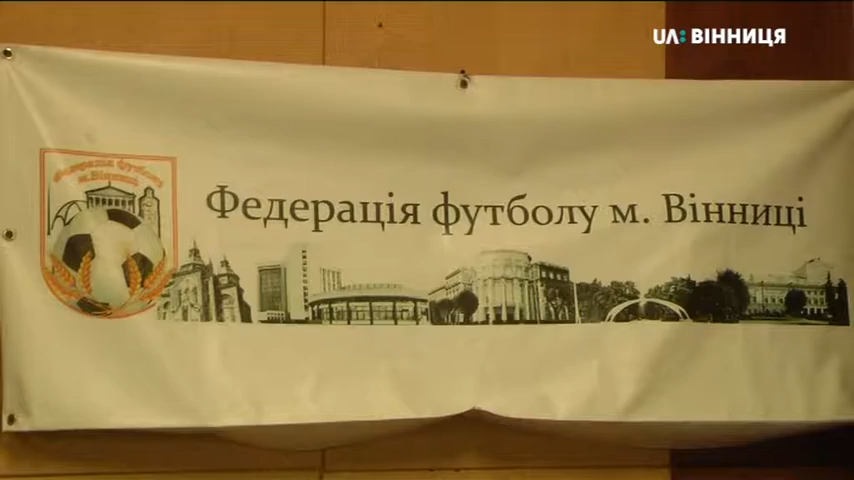 UA: ВІННИЦЯ
Федерація футболу
м. Вінниці
Федерація футболу м. Вінниці